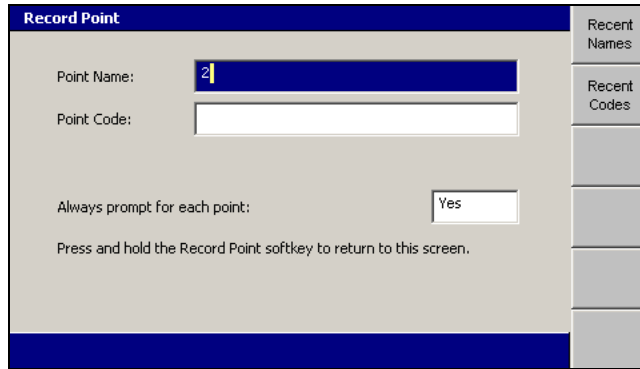 Record Point
Recent
Names
Point Name: 2
Recent
Codes
Point Code:
Always prompt for each point: Yes
Press and hold the Record Point softkey to return to this screen.